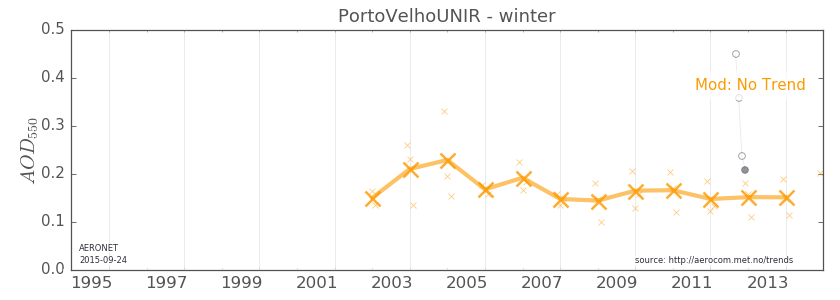 PortoVelhoUNIR - winter
0.5
0.4
0.3
0.2
0.1
0.0
AOD550
Mod: No Trend
AERONET
2015-09-24
source: http://aerocom.met.no/trends
1995 1997 1999 2001 2003 2005 2007 2009 2011 2013